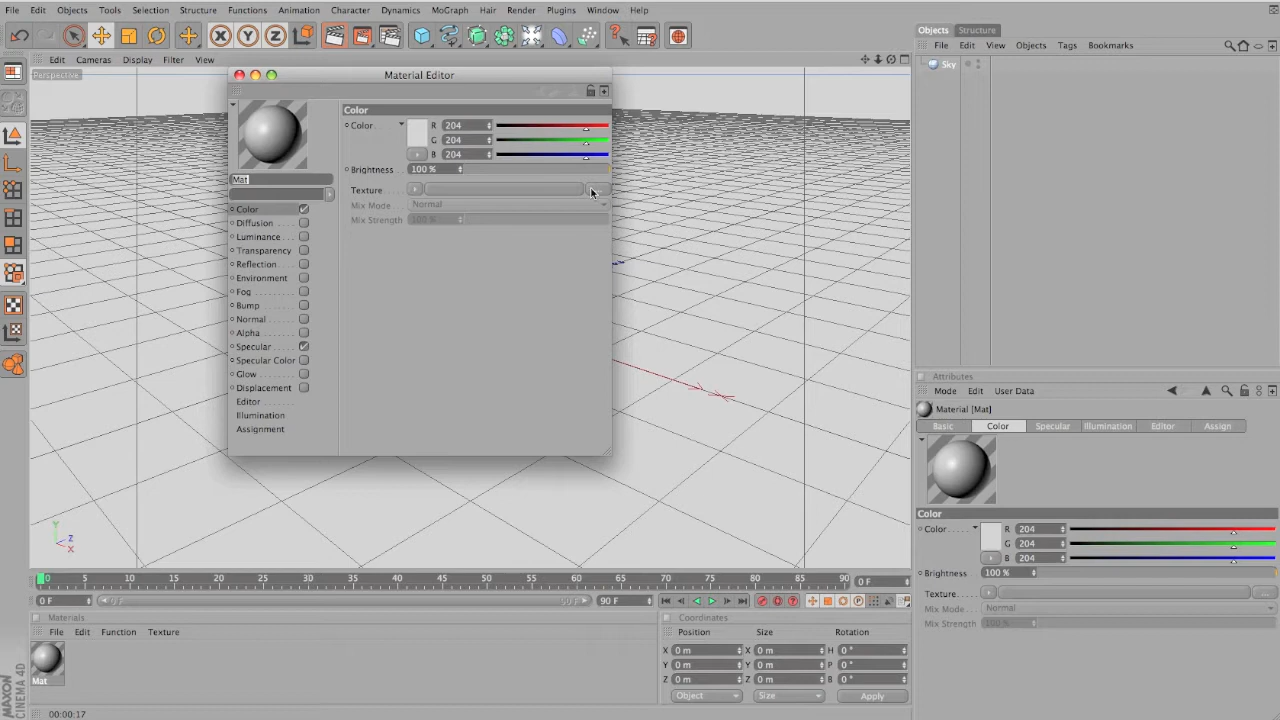 File Edit Objects Tools Selection Structure Functions Animation Character Dynamics MoGraph Hair Render Plugins Window Help
Objects Structure
File Edit View Objects Tags Bookmarks
Edit Cameras Display Filter View
Perspective
Sky
Material Editor
Color
Color R 204
G 204
B 204
Brightness 100 %
Texture
Mix Mode Normal
Mix Strength 100 %
Mat
Color
Diffusion
Luminance
Transparency
Reflection
Environment
Fog
Bump
Normal
Alpha
Specular
Specular Color
Glow
Displacement
Editor
Illumination
Assignment
Y
Z
X
Attributes
Mode Edit User Data
Material [Mat]
Basic Color Specular Illumination Editor Assign
Color
Color R 204
G 204
B 204
Brightness 100 %
Texture ...
Mix Mode Normal
Mix Strength 100 %
0 5 10 15 20 25 30 35 40 45 50 55 60 65 70 75 80 85 90 0 F
0 F 0 F 90 F 90 F
Materials
File Edit Function Texture
Mat
Coordinates
Position Size Rotation
X 0 m X 0 m H 0 °
Y 0 m Y 0 m P 0 °
Z 0 m Z 0 m B 0 °
Object Size Apply
MAXON
CINEMA 4D
00:00:17